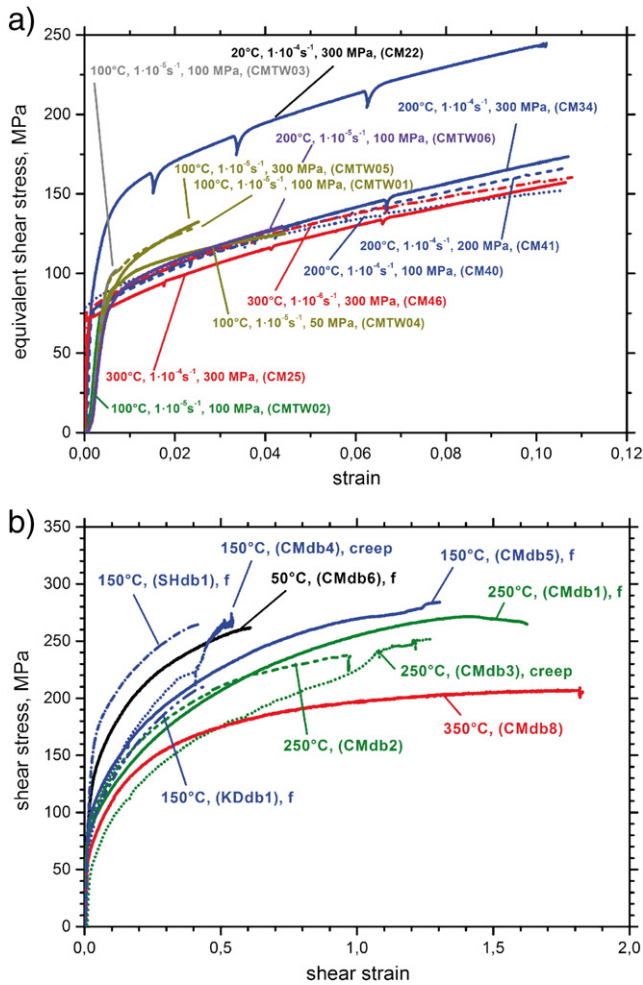 a)
250
200
150
100
50
0
equivalent shear stress, MPa
20°C, 1·10⁻⁴s⁻¹, 300 MPa, (CM22)
100°C, 1·10⁻⁵s⁻¹, 100 MPa, (CMTW03)
200°C, 1·10⁻⁴s⁻¹, 300 MPa, (CM34)
200°C, 1·10⁻⁵s⁻¹, 100 MPa, (CMTW06)
100°C, 1·10⁻⁵s⁻¹, 300 MPa, (CMTW05)
100°C, 1·10⁻⁵s⁻¹, 100 MPa, (CMTW01)
200°C, 1·10⁻⁴s⁻¹, 200 MPa, (CM41)
200°C, 1·10⁻⁴s⁻¹, 100 MPa, (CM40)
300°C, 1·10⁻⁶s⁻¹, 300 MPa, (CM46)
100°C, 1·10⁻⁵s⁻¹, 50 MPa, (CMTW04)
300°C, 1·10⁻⁴s⁻¹, 300 MPa, (CM25)
100°C, 1·10⁻⁵s⁻¹, 100 MPa, (CMTW02)
0,00 0,02 0,04 0,06 0,08 0,10 0,12
strain
b)
350
300
250
200
150
100
50
0
shear stress, MPa
150°C, (CMdb4), creep
150°C, (SHdb1), f
50°C, (CMdb6), f
150°C, (CMdb5), f
250°C, (CMdb1), f
250°C, (CMdb3), creep
350°C, (CMdb8)
250°C, (CMdb2)
150°C, (KDdb1), f
0,0 0,5 1,0 1,5 2,0
shear strain